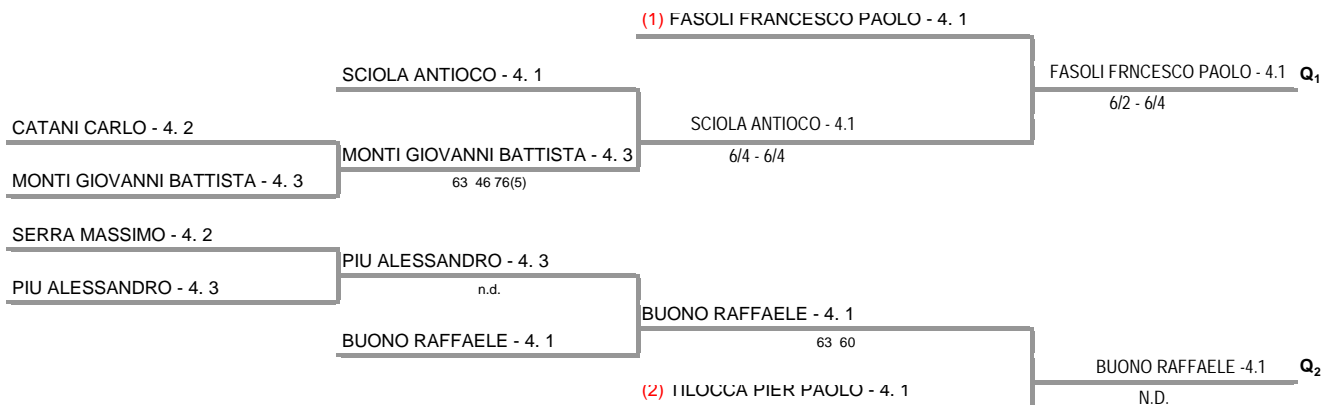 (1) FASOLI FRANCESCO PAOLO - 4. 1
SCIOLA ANTIOCO - 4. 1
FASOLI FRNCESCO PAOLO - 4.1 Q1
6/2 - 6/4
CATANI CARLO - 4. 2
SCIOLA ANTIOCO - 4.1
MONTI GIOVANNI BATTISTA - 4. 3
6/4 - 6/4
MONTI GIOVANNI BATTISTA - 4. 3
63 46 76(5)
SERRA MASSIMO - 4. 2
PIU ALESSANDRO - 4. 3
PIU ALESSANDRO - 4. 3
n.d.
BUONO RAFFAELE - 4. 1
BUONO RAFFAELE - 4. 1
63 60
BUONO RAFFAELE -4.1 Q2
(2) TILOCCA PIER PAOLO - 4. 1
N.D.